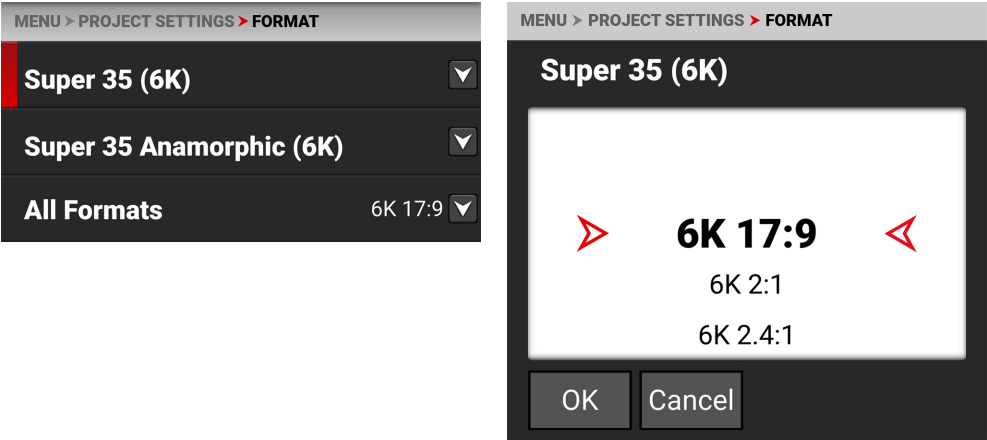 MENU > PROJECT SETTINGS > FORMAT
Super 35 (6K)
Super 35 Anamorphic (6K)
All Formats 6K 17:9
MENU > PROJECT SETTINGS > FORMAT
Super 35 (6K)
6K 17:9
6K 2:1
6K 2.4:1
OK Cancel